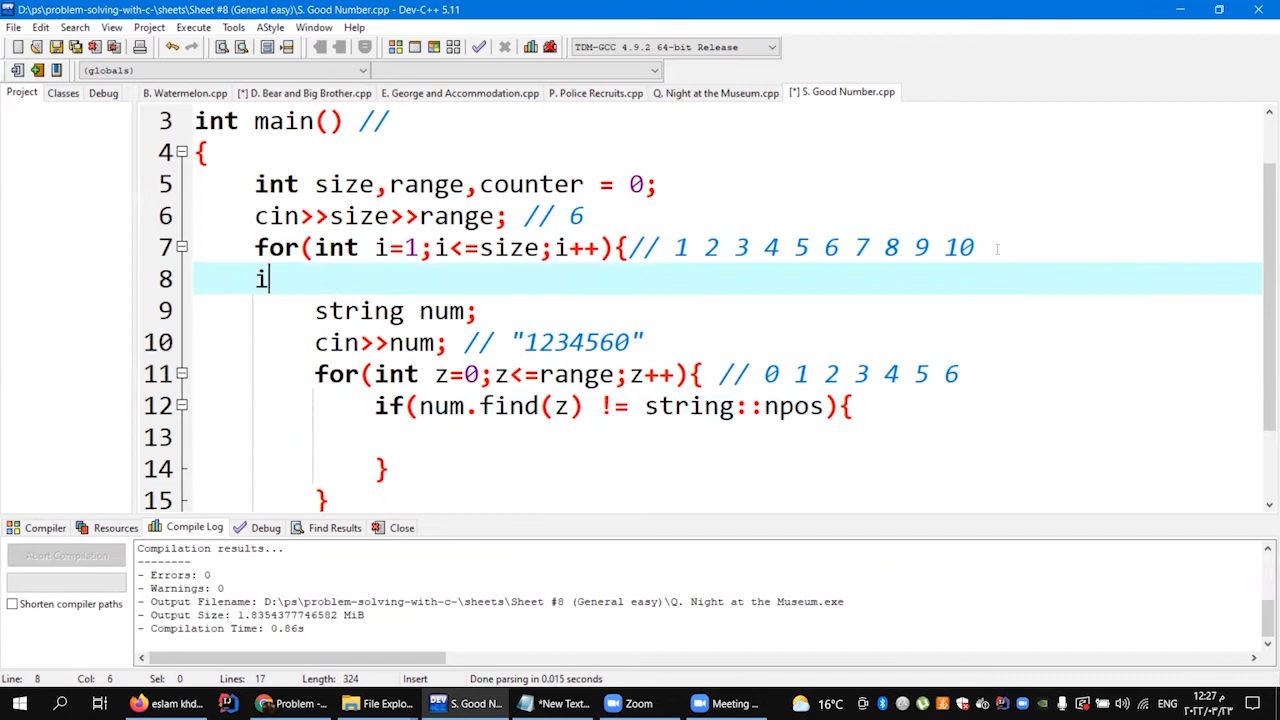 D:\ps\problem-solving-with-c-\sheets\Sheet #8 (General easy)\S. Good Number.cpp - Dev-C++ 5.11
File Edit Search View Project Execute Tools AStyle Window Help
TDM-GCC 4.9.2 64-bit Release
(globals)
Project Classes Debug
B. Watermelon.cpp [*] D. Bear and Big Brother.cpp E. George and Accommodation.cpp P. Police Recruits.cpp Q. Night at the Museum.cpp [*] S. Good Number.cpp
3 int main() //
4 {
5 int size,range,counter = 0;
6 cin>>size>>range; // 6
7 for(int i=1;i<=size;i++){// 1 2 3 4 5 6 7 8 9 10
8 i
9 string num;
10 cin>>num; // "1234560"
11 for(int z=0;z<=range;z++){ // 0 1 2 3 4 5 6
12 if(num.find(z) != string::npos){
13
14 }
15 }
Compiler Resources Compile Log Debug Find Results Close
Abort Compilation
Shorten compiler paths
Compilation results...
--------
- Errors: 0
- Warnings: 0
- Output Filename: D:\ps\problem-solving-with-c-\sheets\Sheet #8 (General easy)\Q. Night at the Museum.exe
- Output Size: 1.8354377746582 MiB
- Compilation Time: 0.86s
Line: 8 Col: 6 Sel: 0 Lines: 17 Length: 324 Insert Done parsing in 0.015 seconds
eslam khd... Problem -... File Explo... S. Good N... *New Text... Zoom Meeting ... 16°C